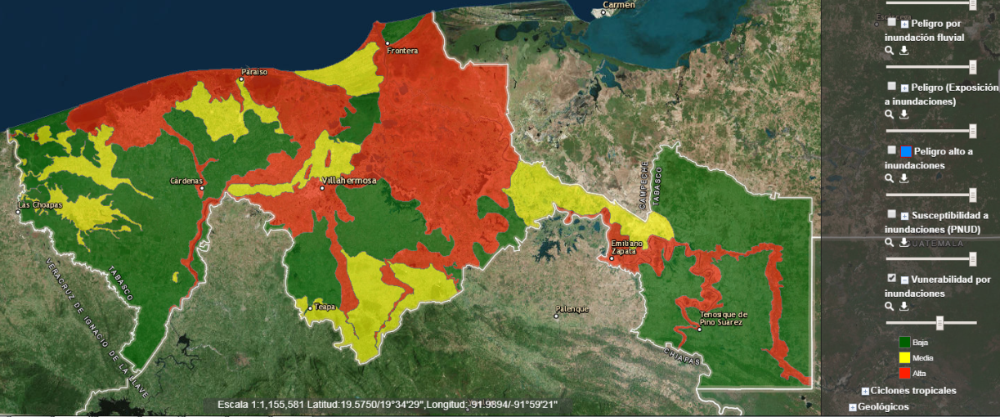 Carmen
Frontera
Paraiso
Cárdenas
Villahermosa
Las Choapas
CAMPECHE
TABASCO
TABASCO
VERACRUZ DE IGNACIO DE LA LLAVE
Emiliano
Zapata
Teapa
Palenque
Tenosique de
Pino Suárez
CHIAPAS
GUATEMALA
Escala 1:1,155,581 Latitud:19.5750/19°34'29",Longitud:-91.9894/-91°59'21"
Peligro por
inundación fluvial
Peligro (Exposición
a inundaciones)
Peligro alto a
inundaciones
Susceptibilidad a
inundaciones (PNUD)
Vunerabilidad por
inundaciones
Baja
Media
Alta
Ciclones tropicales
Geológicos